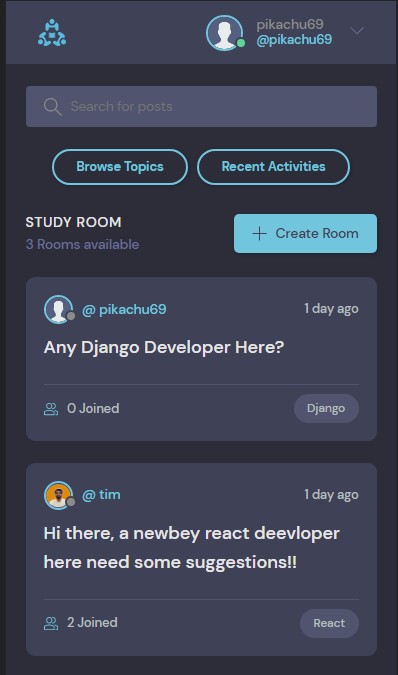 pikachu69
@pikachu69
Search for posts
Browse Topics
Recent Activities
STUDY ROOM
3 Rooms available
Create Room
@ pikachu69
1 day ago
Any Django Developer Here?
0 Joined
Django
@ tim
1 day ago
Hi there, a newbey react deevloper
here need some suggestions!!
2 Joined
React